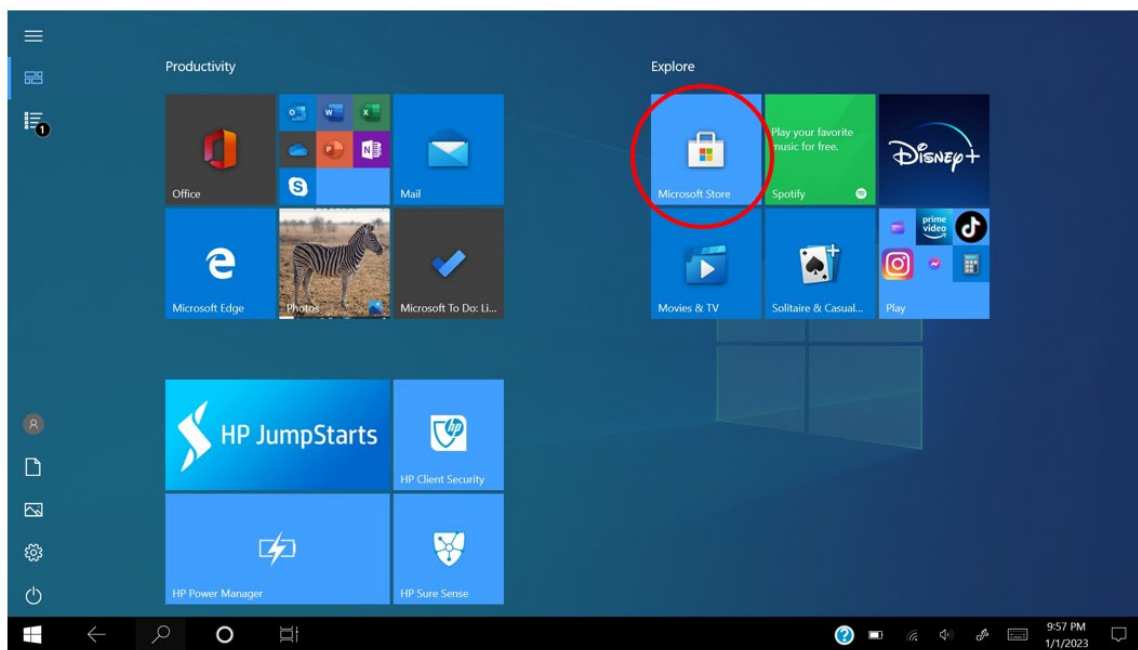 Productivity
Explore
1
Office
Mail
Microsoft Store
Play your favorite
music for free.
Spotify
Disney+
Microsoft Edge
Photos
Microsoft To Do: Li...
Movies & TV
Solitaire & Casual...
prime
video
Play
HP JumpStarts
hp
HP Client Security
HP Power Manager
HP Sure Sense
9:57 PM
1/1/2023